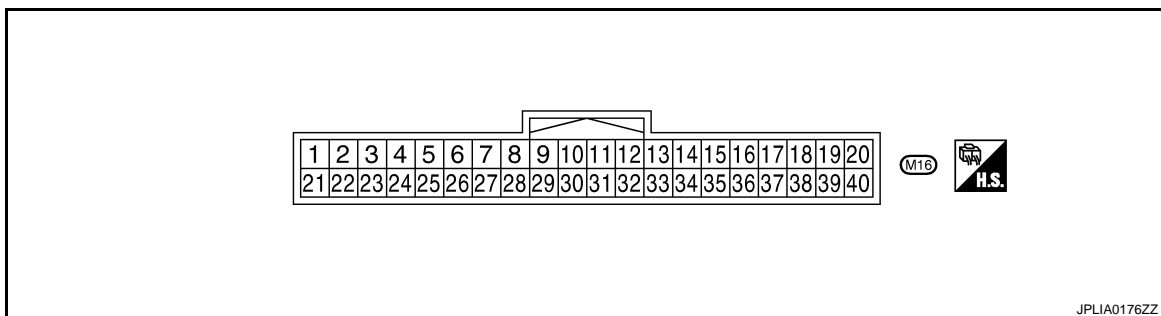 1 2 3 4 5 6 7 8 9 10 11 12 13 14 15 16 17 18 19 20
21 22 23 24 25 26 27 28 29 30 31 32 33 34 35 36 37 38 39 40
M16
H.S.
JPLIA0176ZZ